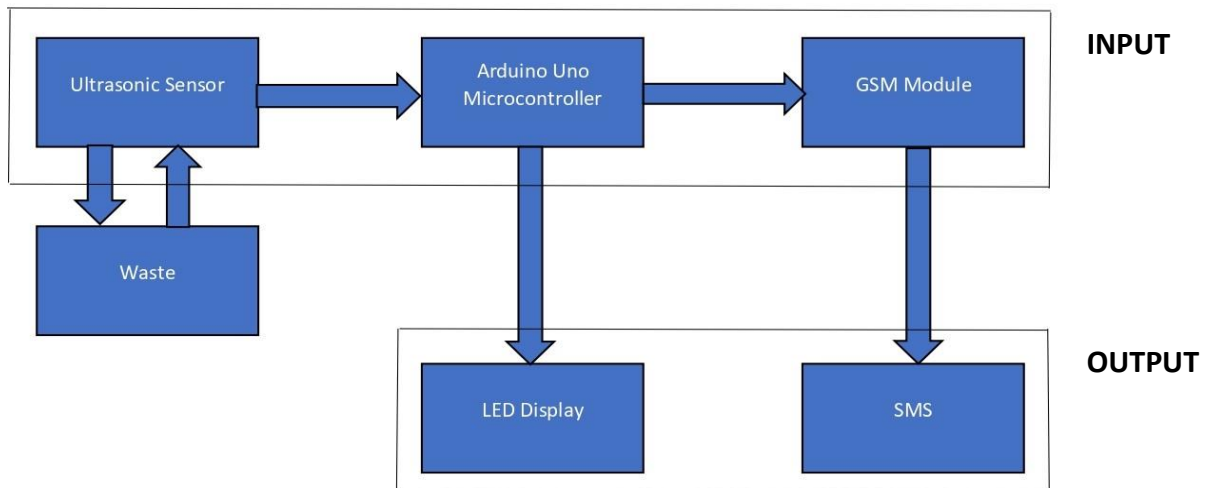 INPUT
Ultrasonic Sensor
Arduino Uno
Microcontroller
GSM Module
Waste
OUTPUT
LED Display
SMS